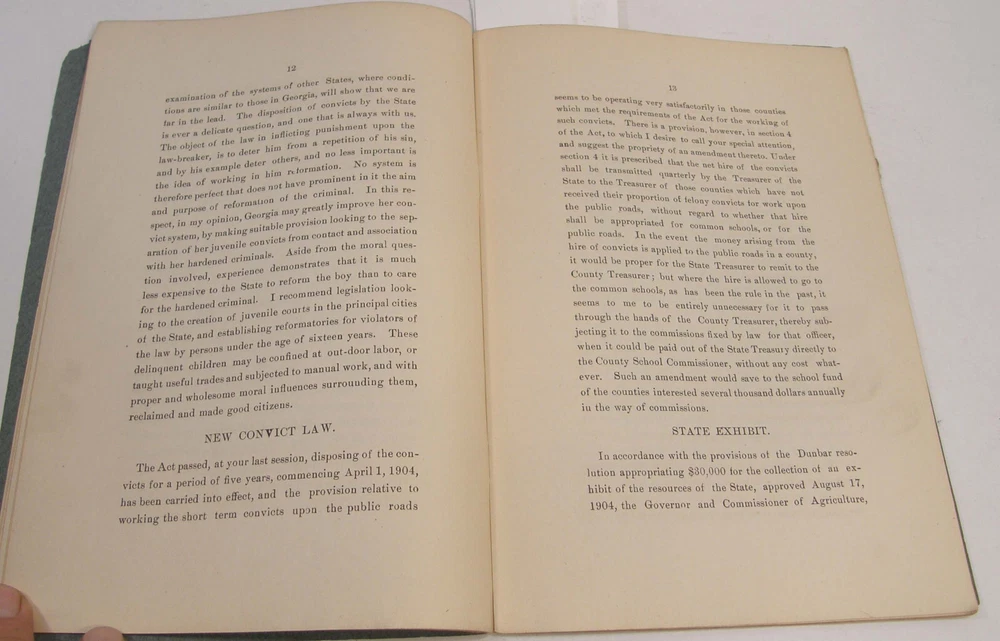 12
examination of the systems of other States, where condi-
tions are similar to those in Georgia, will show that we are
far in the lead. The disposition of convicts by the State
is ever a delicate question, and one that is always with us.
The object of the law in inflicting punishment upon the
law-breaker, is to deter him from a repetition of his sin,
and by his example deter others, and no less important is
the idea of working in him reformation. No system is
therefore perfect that does not have prominent in it the aim
and purpose of reformation of the criminal. In this re-
spect, in my opinion, Georgia may greatly improve her con-
vict system, by making suitable provision looking to the sep-
aration of her juvenile convicts from contact and association
with her hardened criminals. Aside from the moral ques-
tion involved, experience demonstrates that it is much
less expensive to the State to reform the boy than to care
for the hardened criminal. I recommend legislation look-
ing to the creation of juvenile courts in the principal cities
of the State, and establishing reformatories for violators of
the law by persons under the age of sixteen years. These
delinquent children may be confined at out-door labor, or
taught useful trades and subjected to manual work, and with
proper and wholesome moral influences surrounding them,
reclaimed and made good citizens.
NEW CONVICT LAW.
The Act passed, at your last session, disposing of the con-
victs for a period of five years, commencing April 1, 1904,
has been carried into effect, and the provision relative to
working the short term convicts upon the public roads
13
seems to be operating very satisfactorily in those counties
which met the requirements of the Act for the working of
such convicts. There is a provision, however, in section 4
of the Act, to which I desire to call your special attention,
and suggest the propriety of an amendment thereto. Under
section 4 it is prescribed that the net hire of the convicts
shall be transmitted quarterly by the Treasurer of the
State to the Treasurer of those counties which have not
received their proportion of felony convicts for work upon
the public roads, without regard to whether that hire
shall be appropriated for common schools, or for the
public roads. In the event the money arising from the
hire of convicts is applied to the public roads in a county,
it would be proper for the State Treasurer to remit to the
County Treasurer; but where the hire is allowed to go to
the common schools, as has been the rule in the past, it
seems to me to be entirely unnecessary for it to pass
through the hands of the County Treasurer, thereby sub-
jecting it to the commissions fixed by law for that officer,
when it could be paid out of the State Treasury directly to
the County School Commissioner, without any cost what-
ever. Such an amendment would save to the school fund
of the counties interested several thousand dollars annually
in the way of commissions.
STATE EXHIBIT.
In accordance with the provisions of the Dunbar reso-
lution appropriating $30,000 for the collection of an ex-
hibit of the resources of the State, approved August 17,
1904, the Governor and Commissioner of Agriculture,